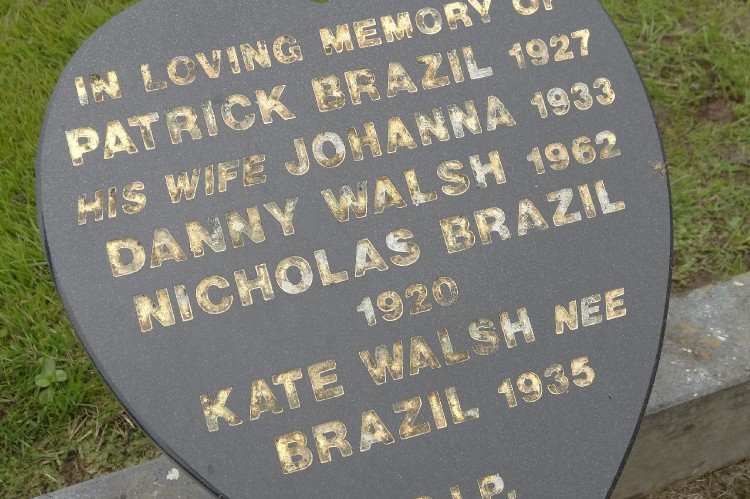 IN LOVING MEMORY OF
PATRICK BRAZIL 1927
HIS WIFE JOHANNA 1933
DANNY WALSH 1962
NICHOLAS BRAZIL
1920
KATE WALSH NEE
BRAZIL 1935
R.I.P.